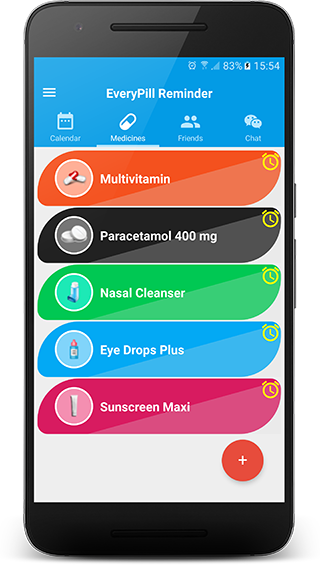 83% 15:54
EveryPill Reminder
Calendar Medicines Friends Chat
Multivitamin
Paracetamol 400 mg
Nasal Cleanser
Eye Drops Plus
Sunscreen Maxi
+